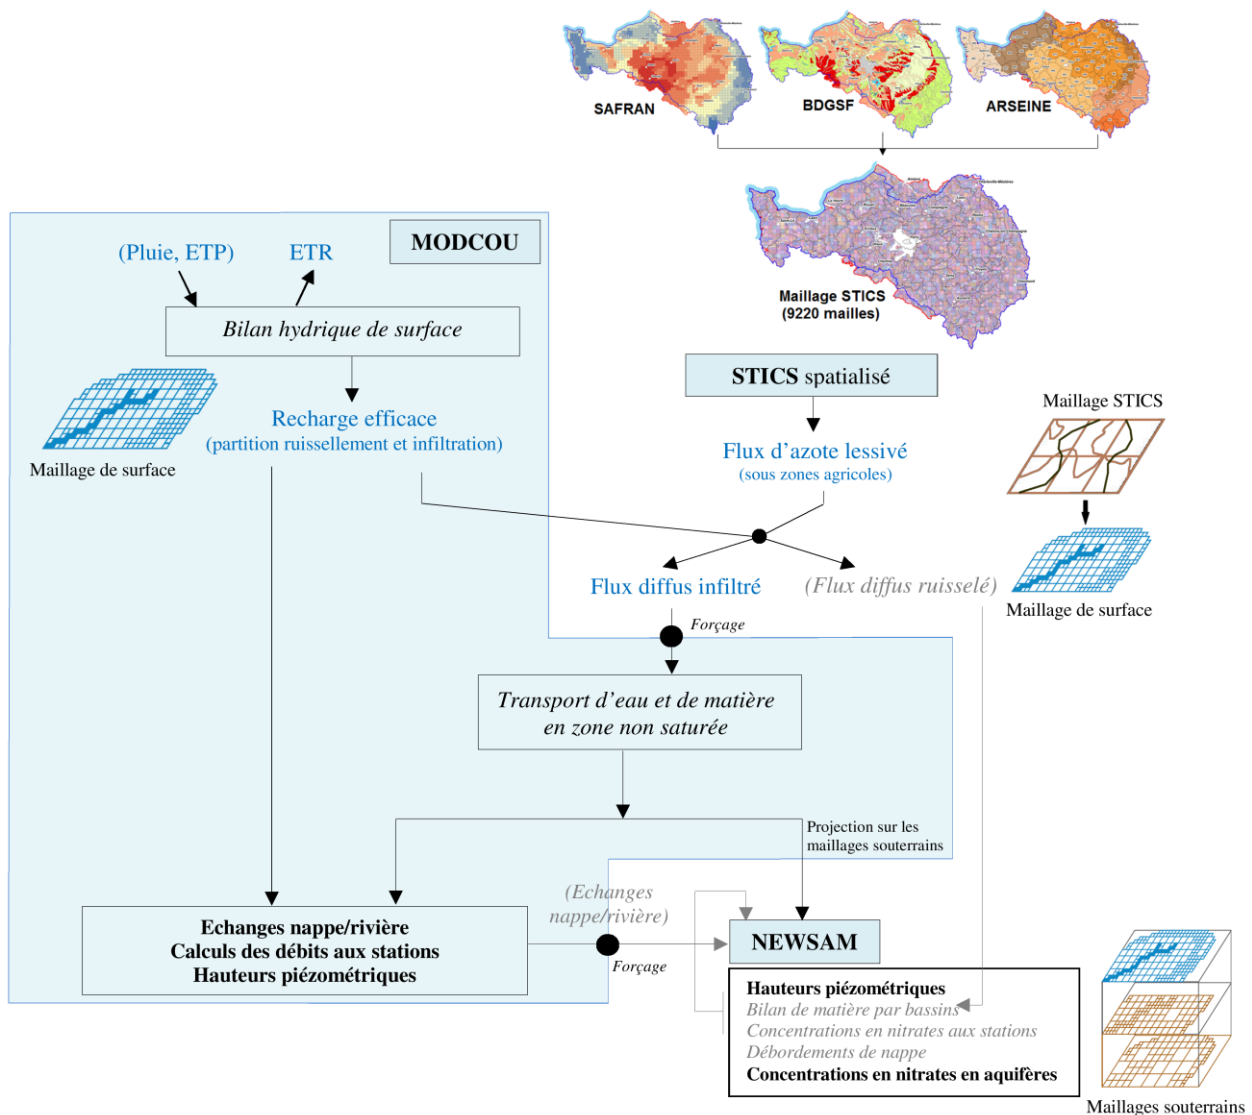 SAFRAN
BDGSF
ARSEINE
Maillage STICS
(9220 mailles)
MODCOU
(Pluie, ETP)
ETR
Bilan hydrique de surface
Maillage de surface
Recharge efficace
(partition ruissellement et infiltration)
STICS spatialisé
Flux d'azote lessivé
(sous zones agricoles)
Maillage STICS
Maillage de surface
Flux diffus infiltré
(Flux diffus ruisselé)
Forçage
Transport d'eau et de matière
en zone non saturée
Projection sur les
maillages souterrains
(Echanges
nappe/rivière)
Forçage
Echanges nappe/rivière
Calculs des débits aux stations
Hauteurs piézométriques
NEWSAM
Hauteurs piézométriques
Bilan de matière par bassins
Concentrations en nitrates aux stations
Débordements de nappe
Concentrations en nitrates en aquifères
Maillages souterrains